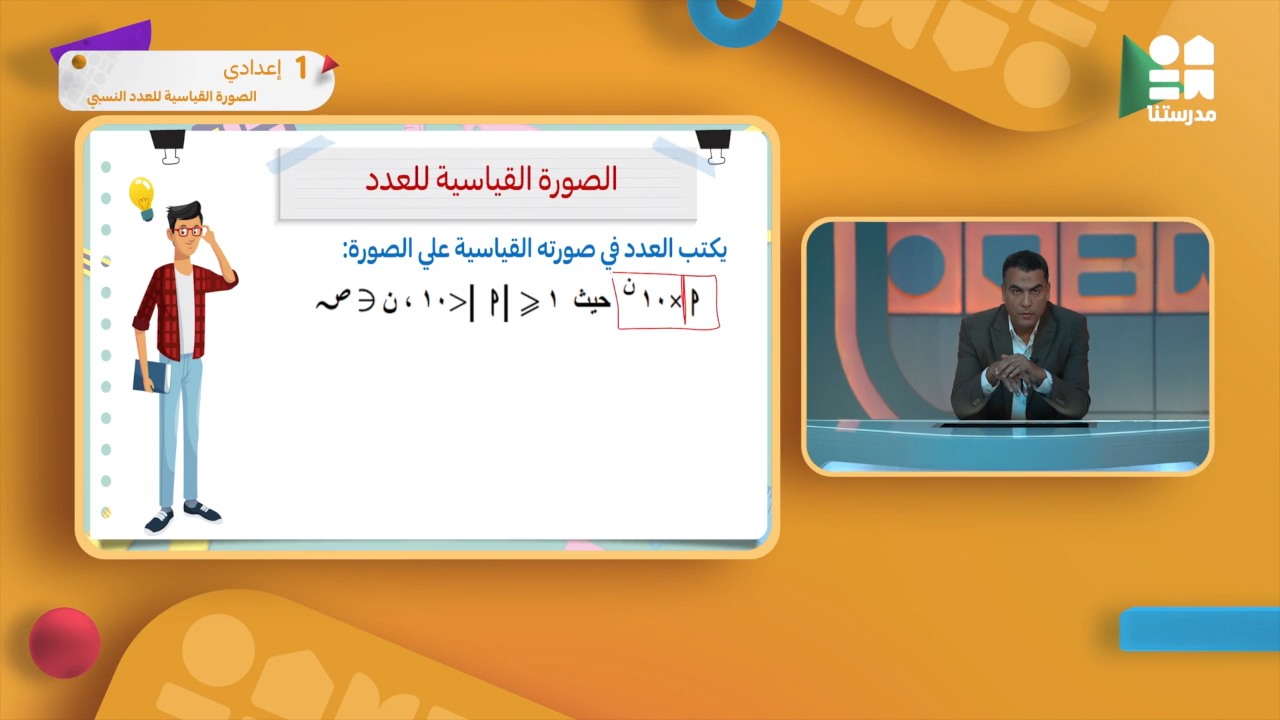 1 إعدادي
الصورة القياسية للعدد النسبي
مدرستنا
الصورة القياسية للعدد
يكتب العدد في صورته القياسية علي الصورة:
م × ١٠ ن حيث ١ ⩽ |م| < ١٠ ، ن ∈ ص